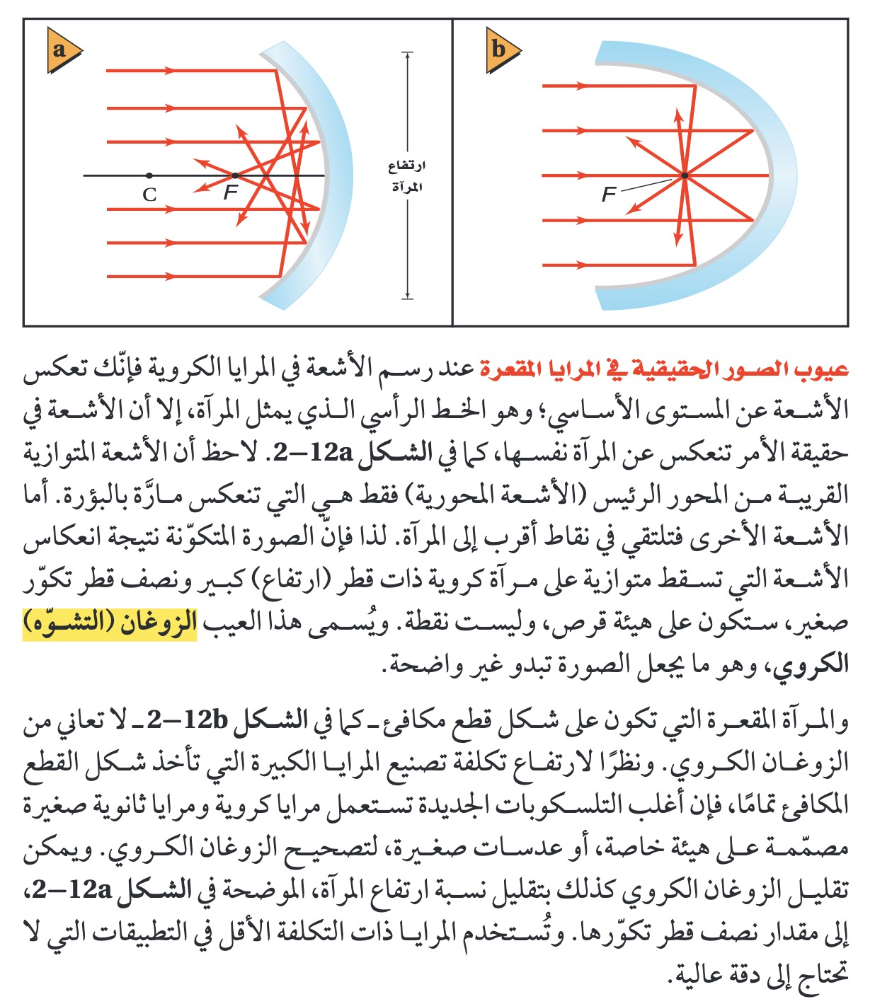 a
b
C
F
ارتفاع
المرآة
F
عيوب الصور الحقيقية في المرايا المقعرة عند رسم الأشعة في المرايا الكروية فإنّك تعكس
الأشعة عن المستوى الأساسي؛ وهو الخط الرأسي الذي يمثل المرآة، إلا أن الأشعة في
حقيقة الأمر تنعكس عن المرآة نفسها، كما في الشكل 2–12a. لاحظ أن الأشعة المتوازية
القريبة من المحور الرئيس (الأشعة المحورية) فقط هي التي تنعكس مارَّة بالبؤرة. أما
الأشعة الأخرى فتلتقي في نقاط أقرب إلى المرآة. لذا فإنّ الصورة المتكوّنة نتيجة انعكاس
الأشعة التي تسقط متوازية على مرآة كروية ذات قطر (ارتفاع) كبير ونصف قطر تكوّر
صغير، ستكون على هيئة قرص، وليست نقطة. ويُسمى هذا العيب الزوغان (التشوّه)
الكروي، وهو ما يجعل الصورة تبدو غير واضحة.
والمرآة المقعرة التي تكون على شكل قطع مكافئ ـ كما في الشكل 2–12b ـ لا تعاني من
الزوغان الكروي. ونظرًا لارتفاع تكلفة تصنيع المرايا الكبيرة التي تأخذ شكل القطع
المكافئ تمامًا، فإن أغلب التلسكوبات الجديدة تستعمل مرايا كروية ومرايا ثانوية صغيرة
مصمّمة على هيئة خاصة، أو عدسات صغيرة، لتصحيح الزوغان الكروي. ويمكن
تقليل الزوغان الكروي كذلك بتقليل نسبة ارتفاع المرآة، الموضحة في الشكل 2–12a،
إلى مقدار نصف قطر تكوّرها. وتُستخدم المرايا ذات التكلفة الأقل في التطبيقات التي لا
تحتاج إلى دقة عالية.